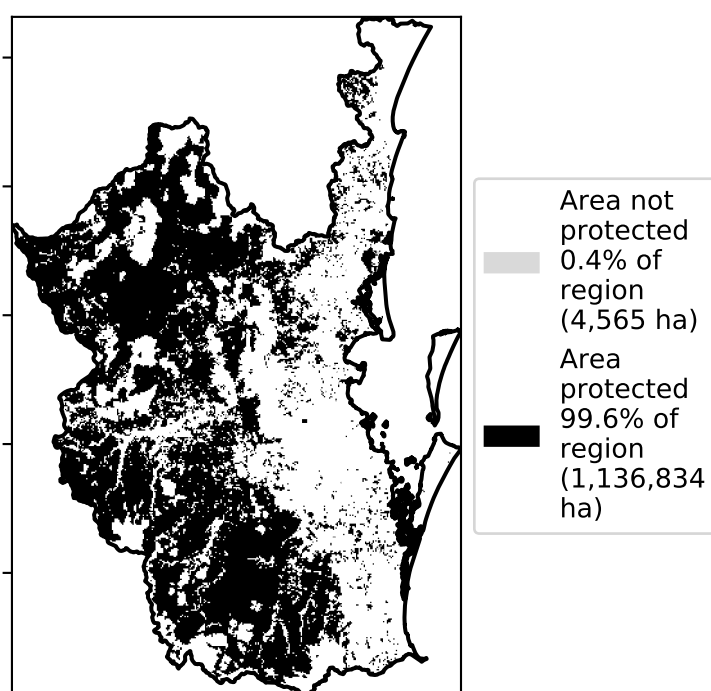 Area not
protected
0.4% of
region
(4,565 ha)
Area
protected
99.6% of
region
(1,136,834
ha)